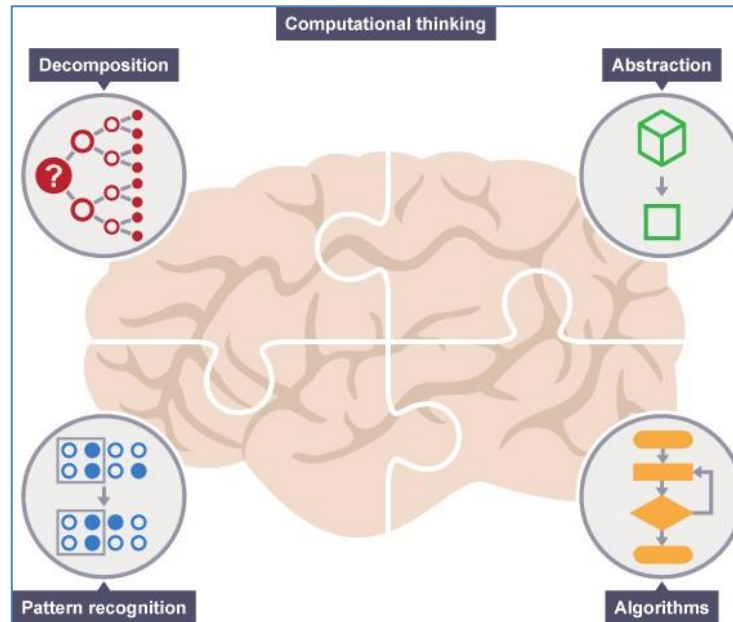 Computational thinking
Decomposition
Abstraction
?
Pattern recognition
Algorithms